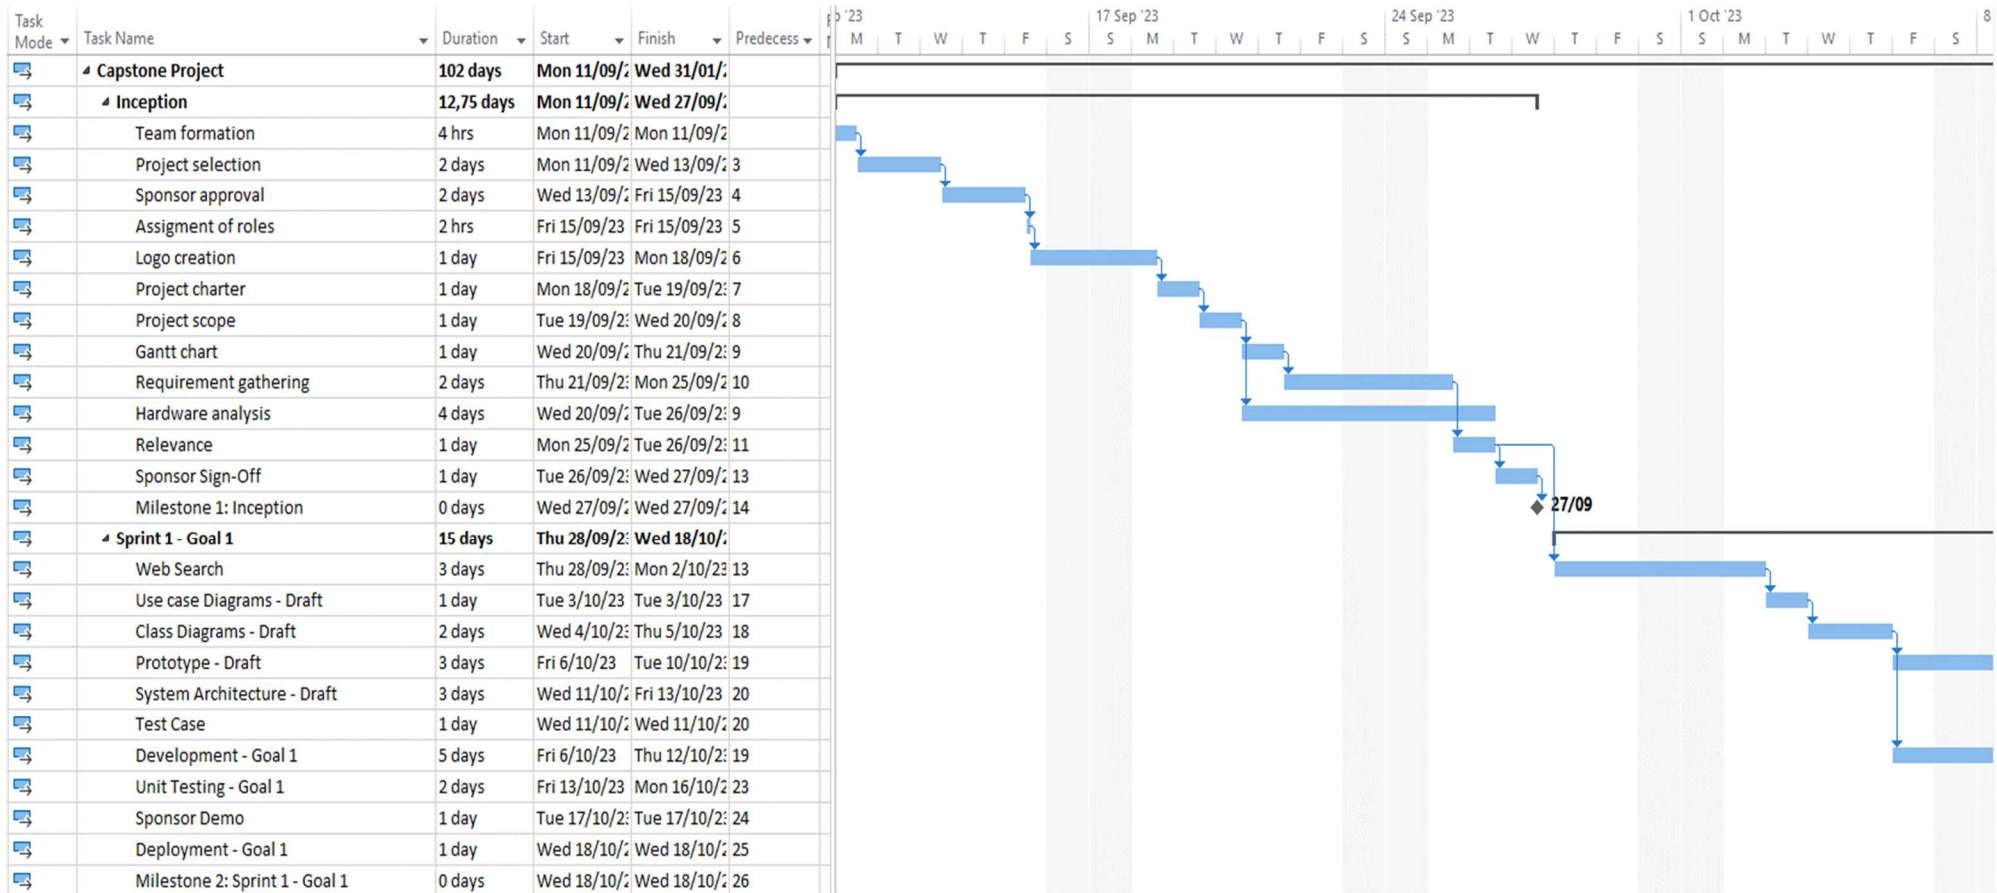 Task Mode Task Name Duration Start Finish Predecess
'23 17 Sep '23 24 Sep '23 1 Oct '23 8
M T W T F S S M T W T F S S M T W T F S S M T W T F S
Capstone Project 102 days Mon 11/09/2 Wed 31/01/2
Inception 12,75 days Mon 11/09/2 Wed 27/09/2
Team formation 4 hrs Mon 11/09/2 Mon 11/09/2
Project selection 2 days Mon 11/09/2 Wed 13/09/2 3
Sponsor approval 2 days Wed 13/09/2 Fri 15/09/23 4
Assigment of roles 2 hrs Fri 15/09/23 Fri 15/09/23 5
Logo creation 1 day Fri 15/09/23 Mon 18/09/2 6
Project charter 1 day Mon 18/09/2 Tue 19/09/23 7
Project scope 1 day Tue 19/09/23 Wed 20/09/2 8
Gantt chart 1 day Wed 20/09/2 Thu 21/09/23 9
Requirement gathering 2 days Thu 21/09/23 Mon 25/09/2 10
Hardware analysis 4 days Wed 20/09/2 Tue 26/09/23 9
Relevance 1 day Mon 25/09/2 Tue 26/09/23 11
Sponsor Sign-Off 1 day Tue 26/09/23 Wed 27/09/2 13
Milestone 1: Inception 0 days Wed 27/09/2 Wed 27/09/2 14 27/09
Sprint 1 - Goal 1 15 days Thu 28/09/23 Wed 18/10/2
Web Search 3 days Thu 28/09/23 Mon 2/10/23 13
Use case Diagrams - Draft 1 day Tue 3/10/23 Tue 3/10/23 17
Class Diagrams - Draft 2 days Wed 4/10/23 Thu 5/10/23 18
Prototype - Draft 3 days Fri 6/10/23 Tue 10/10/23 19
System Architecture - Draft 3 days Wed 11/10/2 Fri 13/10/23 20
Test Case 1 day Wed 11/10/2 Wed 11/10/2 20
Development - Goal 1 5 days Fri 6/10/23 Thu 12/10/23 19
Unit Testing - Goal 1 2 days Fri 13/10/23 Mon 16/10/2 23
Sponsor Demo 1 day Tue 17/10/23 Tue 17/10/23 24
Deployment - Goal 1 1 day Wed 18/10/2 Wed 18/10/2 25
Milestone 2: Sprint 1 - Goal 1 0 days Wed 18/10/2 Wed 18/10/2 26